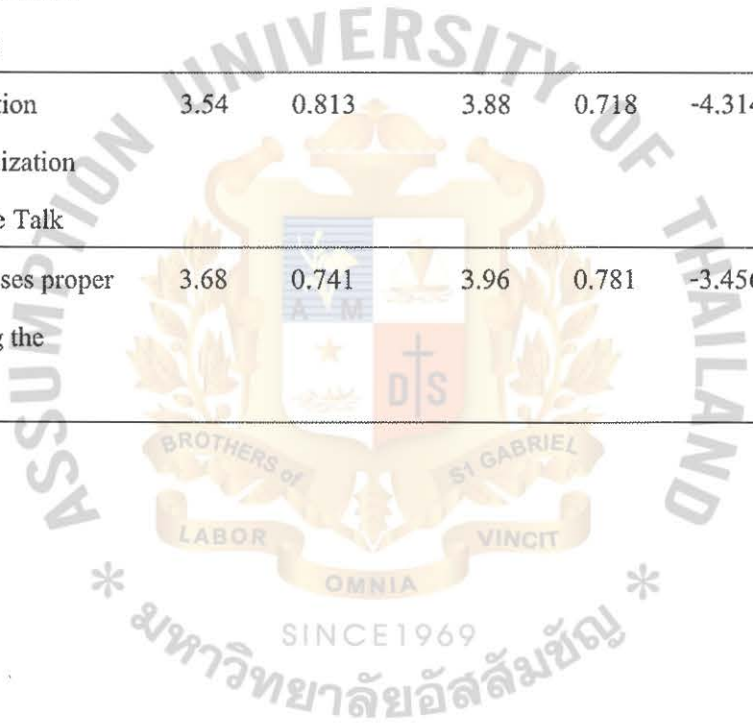 tion 3.54 0.813 3.88 0.718 -4.314
ization
e Talk
ses proper 3.68 0.741 3.96 0.781 -3.456
g the
ASSUMPTION UNIVERSITY OF THAILAND
A M
D S
BROTHERS of ST GABRIEL
LABOR VINCIT
OMNIA
SINCE1969
* มหาวิทยาลัยอัสสัมชัญ *